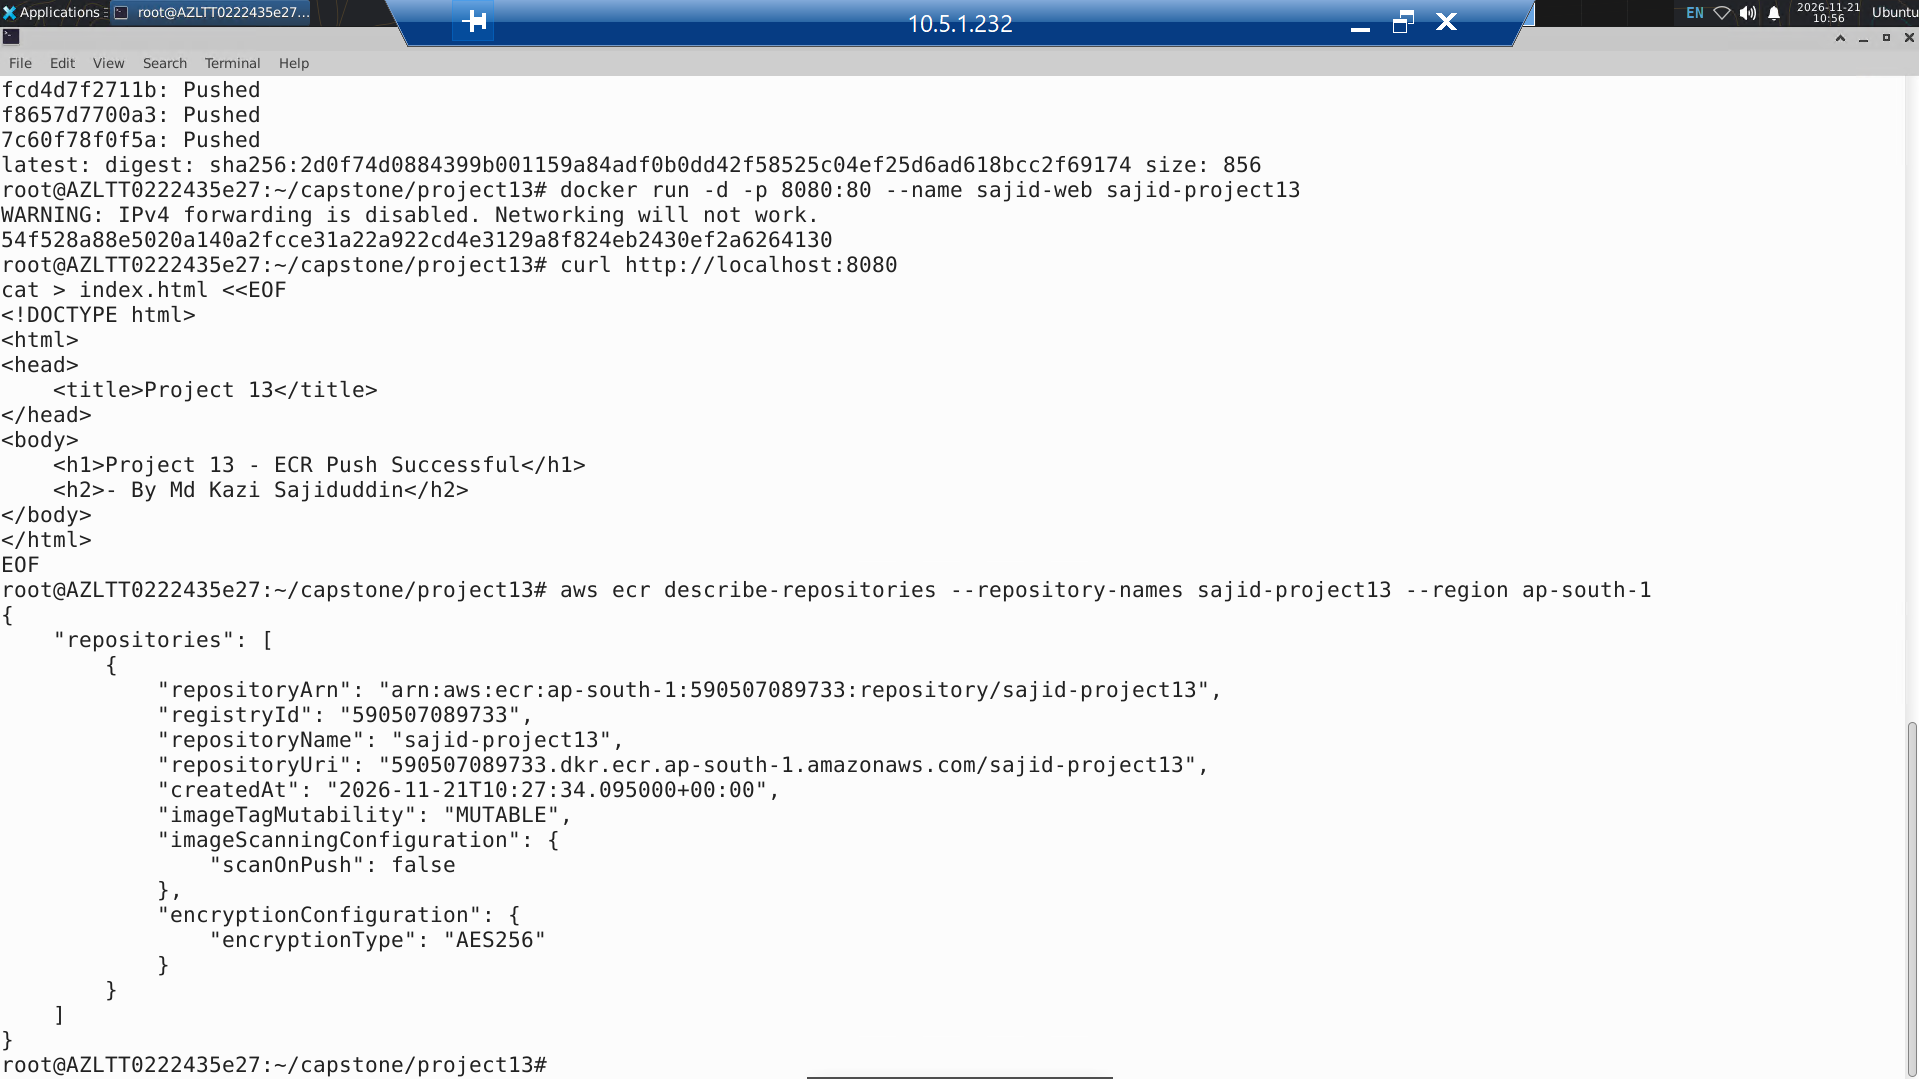 Applications
root@AZLTT0222435e27:...
10.5.1.232
EN
2026-11-21
10:56
Ubuntu
File Edit View Search Terminal Help
fcd4d7f2711b: Pushed
f8657d7700a3: Pushed
7c60f78f0f5a: Pushed
latest: digest: sha256:2d0f74d0884399b001159a84adf0b0dd42f58525c04ef25d6ad618bcc2f69174 size: 856
root@AZLTT0222435e27:~/capstone/project13# docker run -d -p 8080:80 --name sajid-web sajid-project13
WARNING: IPv4 forwarding is disabled. Networking will not work.
54f528a88e5020a140a2fcce31a22a922cd4e3129a8f824eb2430ef2a6264130
root@AZLTT0222435e27:~/capstone/project13# curl http://localhost:8080
cat > index.html <<EOF
<!DOCTYPE html>
<html>
<head>
    <title>Project 13</title>
</head>
<body>
    <h1>Project 13 - ECR Push Successful</h1>
    <h2>- By Md Kazi Sajiduddin</h2>
</body>
</html>
EOF
root@AZLTT0222435e27:~/capstone/project13# aws ecr describe-repositories --repository-names sajid-project13 --region ap-south-1
{
    "repositories": [
        {
            "repositoryArn": "arn:aws:ecr:ap-south-1:590507089733:repository/sajid-project13",
            "registryId": "590507089733",
            "repositoryName": "sajid-project13",
            "repositoryUri": "590507089733.dkr.ecr.ap-south-1.amazonaws.com/sajid-project13",
            "createdAt": "2026-11-21T10:27:34.095000+00:00",
            "imageTagMutability": "MUTABLE",
            "imageScanningConfiguration": {
                "scanOnPush": false
            },
            "encryptionConfiguration": {
                "encryptionType": "AES256"
            }
        }
    ]
}
root@AZLTT0222435e27:~/capstone/project13#